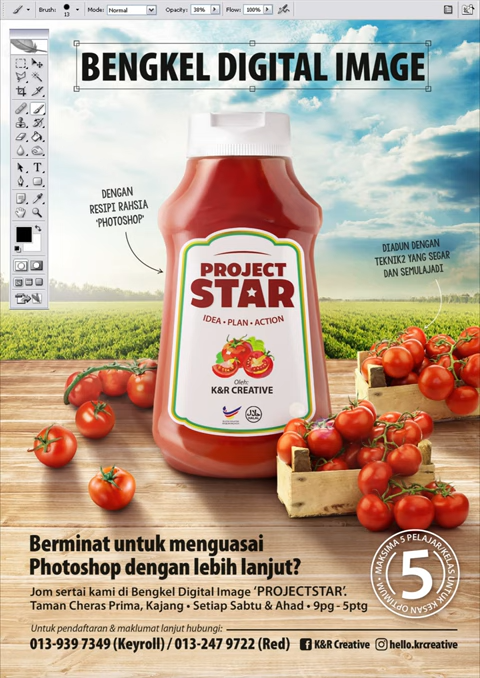 Brush:
13
Mode: Normal
Opacity: 38%
Flow: 100%
BENGKEL DIGITAL IMAGE
DENGAN
RESIPI RAHSIA
'PHOTOSHOP'
DIADUN DENGAN
TEKNIK2 YANG SEGAR
DAN SEMULAJADI
PROJECT
STAR
IDEA • PLAN • ACTION
Oleh:
K&R CREATIVE
T
Berminat untuk menguasai
Photoshop dengan lebih lanjut?
Jom sertai kami di Bengkel Digital Image 'PROJECTSTAR'.
Taman Cheras Prima, Kajang • Setiap Sabtu & Ahad • 9pg - 5ptg
MAKSIMA 5 PELAJAR/KELAS UNTUK KESAN OPTIMUM
5
Untuk pendaftaran & maklumat lanjut hubungi:
013-939 7349 (Keyroll) / 013-247 9722 (Red) K&R Creative hello.krcreative